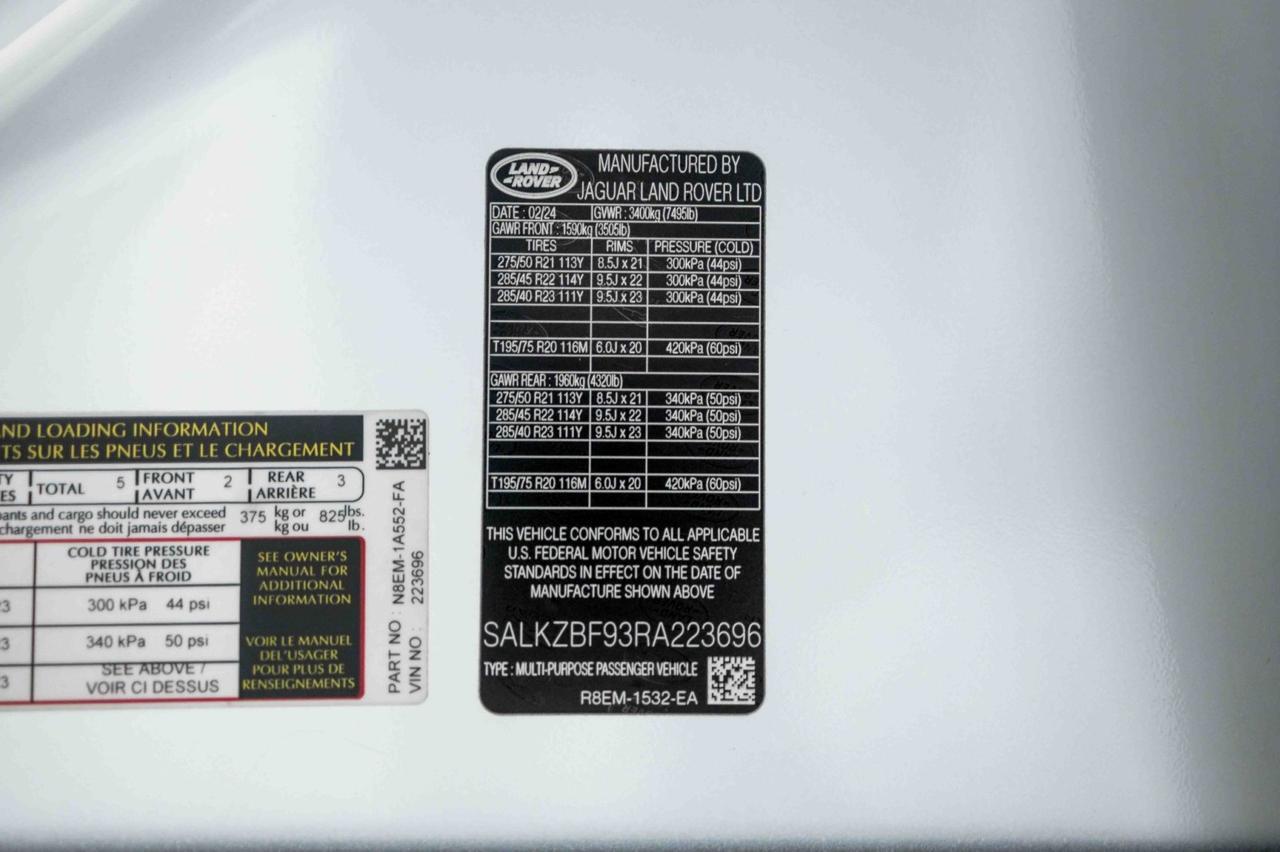 LAND ROVER
MANUFACTURED BY
JAGUAR LAND ROVER LTD
DATE : 02/24 GVWR : 3400kg (7495lb)
GAWR FRONT : 1590kg (3505lb)
TIRES RIMS PRESSURE (COLD)
275/50 R21 113Y 8.5J x 21 300kPa (44psi)
285/45 R22 114Y 9.5J x 22 300kPa (44psi)
285/40 R23 111Y 9.5J x 23 300kPa (44psi)
T195/75 R20 116M 6.0J x 20 420kPa (60psi)
GAWR REAR : 1960kg (4320lb)
275/50 R21 113Y 8.5J x 21 340kPa (50psi)
285/45 R22 114Y 9.5J x 22 340kPa (50psi)
285/40 R23 111Y 9.5J x 23 340kPa (50psi)
T195/75 R20 116M 6.0J x 20 420kPa (60psi)
THIS VEHICLE CONFORMS TO ALL APPLICABLE
U.S. FEDERAL MOTOR VEHICLE SAFETY
STANDARDS IN EFFECT ON THE DATE OF
MANUFACTURE SHOWN ABOVE
SALKZBF93RA223696
TYPE : MULTI-PURPOSE PASSENGER VEHICLE
R8EM-1532-EA
ND LOADING INFORMATION
TS SUR LES PNEUS ET LE CHARGEMENT
TY TOTAL 5 FRONT 2 REAR 3
ES AVANT ARRIÈRE
ants and cargo should never exceed 375 kg or 825 lbs.
chargement ne doit jamais dépasser kg ou lb.
COLD TIRE PRESSURE
PRESSION DES
PNEUS À FROID
23 300 kPa 44 psi
23 340 kPa 50 psi
SEE ABOVE /
3 VOIR CI DESSUS
SEE OWNER'S
MANUAL FOR
ADDITIONAL
INFORMATION
VOIR LE MANUEL
DEL'USAGER
POUR PLUS DE
RENSEIGNEMENTS
PART NO : N8EM-1A552-FA
VIN NO : 223696